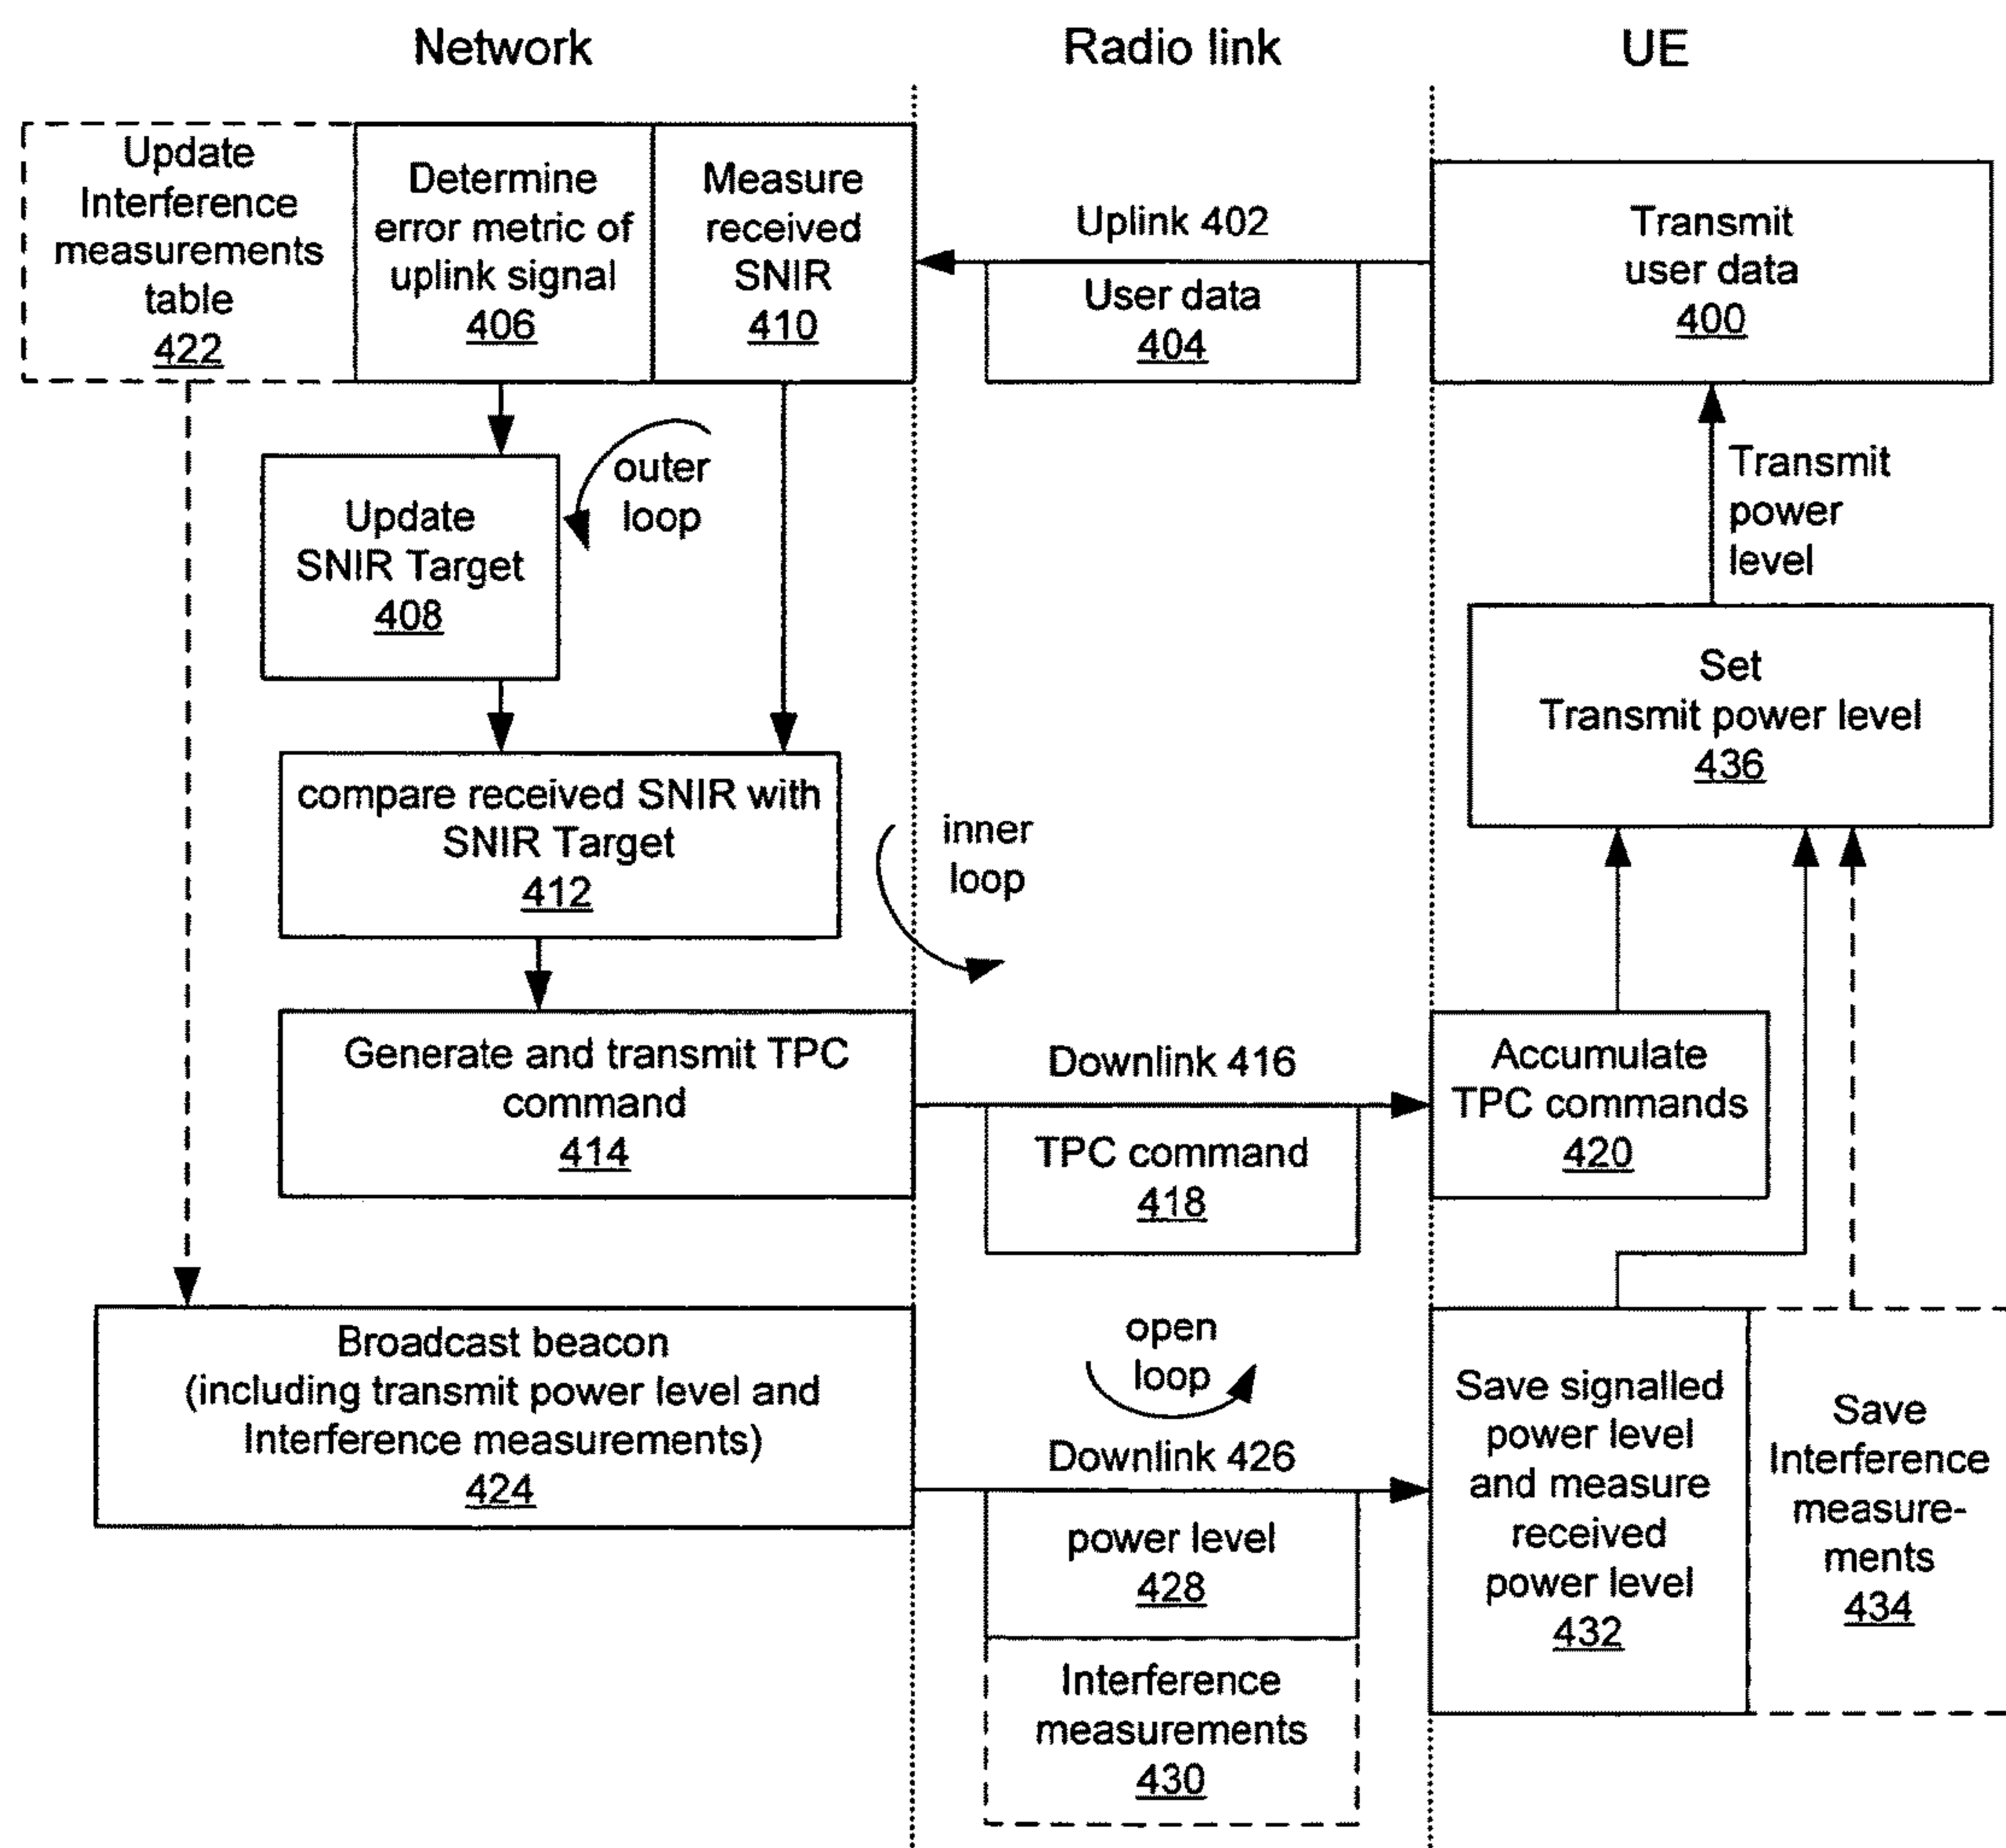 Network
Radio link
UE
Update
Interference
measurements
table
422
Determine
error metric of
uplink signal
406
Measure
received
SNIR
410
Uplink 402
User data
404
Transmit
user data
400
outer
loop
Update
SNIR Target
408
Transmit
power
level
Set
Transmit power level
436
compare received SNIR with
SNIR Target
412
inner
loop
Generate and transmit TPC
command
414
Downlink 416
TPC command
418
Accumulate
TPC commands
420
Broadcast beacon
(including transmit power level and
Interference measurements)
424
open
loop
Downlink 426
power level
428
Interference
measurements
430
Save signalled
power level
and measure
received
power level
432
Save
Interference
measure-
ments
434